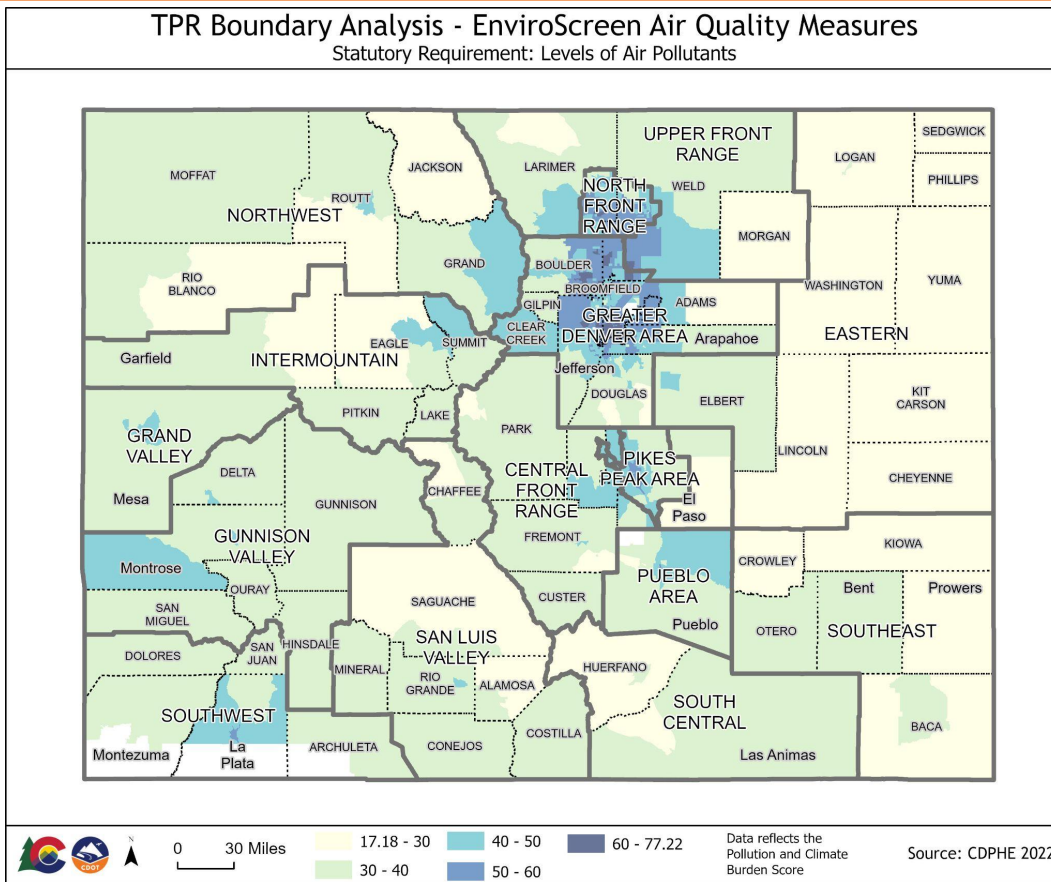 TPR Boundary Analysis - EnviroScreen Air Quality Measures
Statutory Requirement: Levels of Air Pollutants
UPPER FRONT
RANGE
SEDGWICK
LOGAN
JACKSON
LARIMER
MOFFAT
PHILLIPS
NORTH
FRONT
RANGE
WELD
ROUTT
NORTHWEST
MORGAN
GRAND
BOULDER
RIO
BLANCO
YUMA
WASHINGTON
BROOMFIELD
GILPIN
ADAMS
GREATER
DENVER AREA
CLEAR
CREEK
EASTERN
Arapahoe
EAGLE
SUMMIT
Garfield
INTERMOUNTAIN
Jefferson
DOUGLAS
ELBERT
KIT
CARSON
PITKIN
LAKE
PARK
GRAND
VALLEY
LINCOLN
PIKES
PEAK AREA
DELTA
CENTRAL
FRONT
RANGE
CHEYENNE
CHAFFEE
Mesa
GUNNISON
El
Paso
GUNNISON
VALLEY
FREMONT
KIOWA
CROWLEY
Montrose
PUEBLO
AREA
Bent
Prowers
OURAY
CUSTER
SAGUACHE
SAN
MIGUEL
Pueblo
OTERO
SOUTHEAST
SAN LUIS
VALLEY
DOLORES
SAN
JUAN
HINSDALE
HUERFANO
MINERAL
RIO
GRANDE
ALAMOSA
SOUTH
CENTRAL
SOUTHWEST
BACA
COSTILLA
Montezuma
La
Plata
ARCHULETA
CONEJOS
Las Animas
CDOT
N
0 30 Miles
17.18 - 30
30 - 40
40 - 50
50 - 60
60 - 77.22
Data reflects the
Pollution and Climate
Burden Score
Source: CDPHE 2022